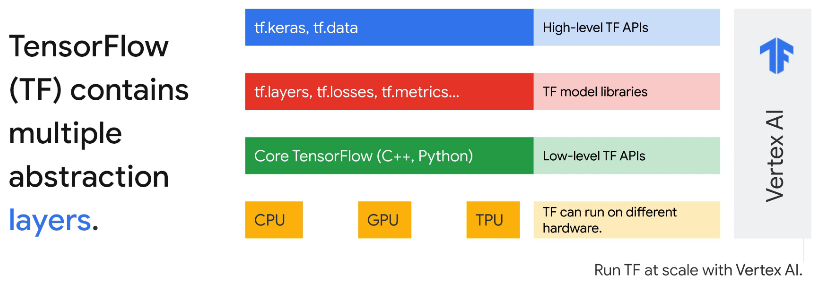 TensorFlow
(TF) contains
multiple
abstraction
layers.
tf.keras, tf.data
High-level TF APIs
tf.layers, tf.losses, tf.metrics...
TF model libraries
Core TensorFlow (C++, Python)
Low-level TF APIs
CPU
GPU
TPU
TF can run on different
hardware.
Vertex AI
Run TF at scale with Vertex AI.